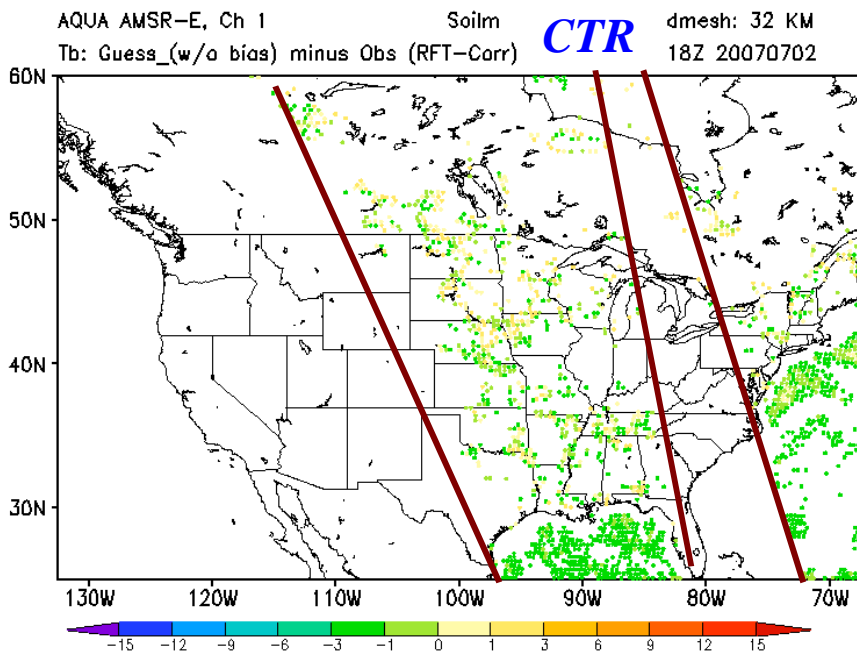 AQUA AMSR-E, Ch 1 Soilm CTR dmesh: 32 KM
Tb: Guess_(w/o bias) minus Obs (RFT-Corr) 18Z 20070702
60N
50N
40N
30N
130W 120W 110W 100W 90W 80W 70W
-15 -12 -9 -6 -3 -1 0 1 3 6 9 12 15